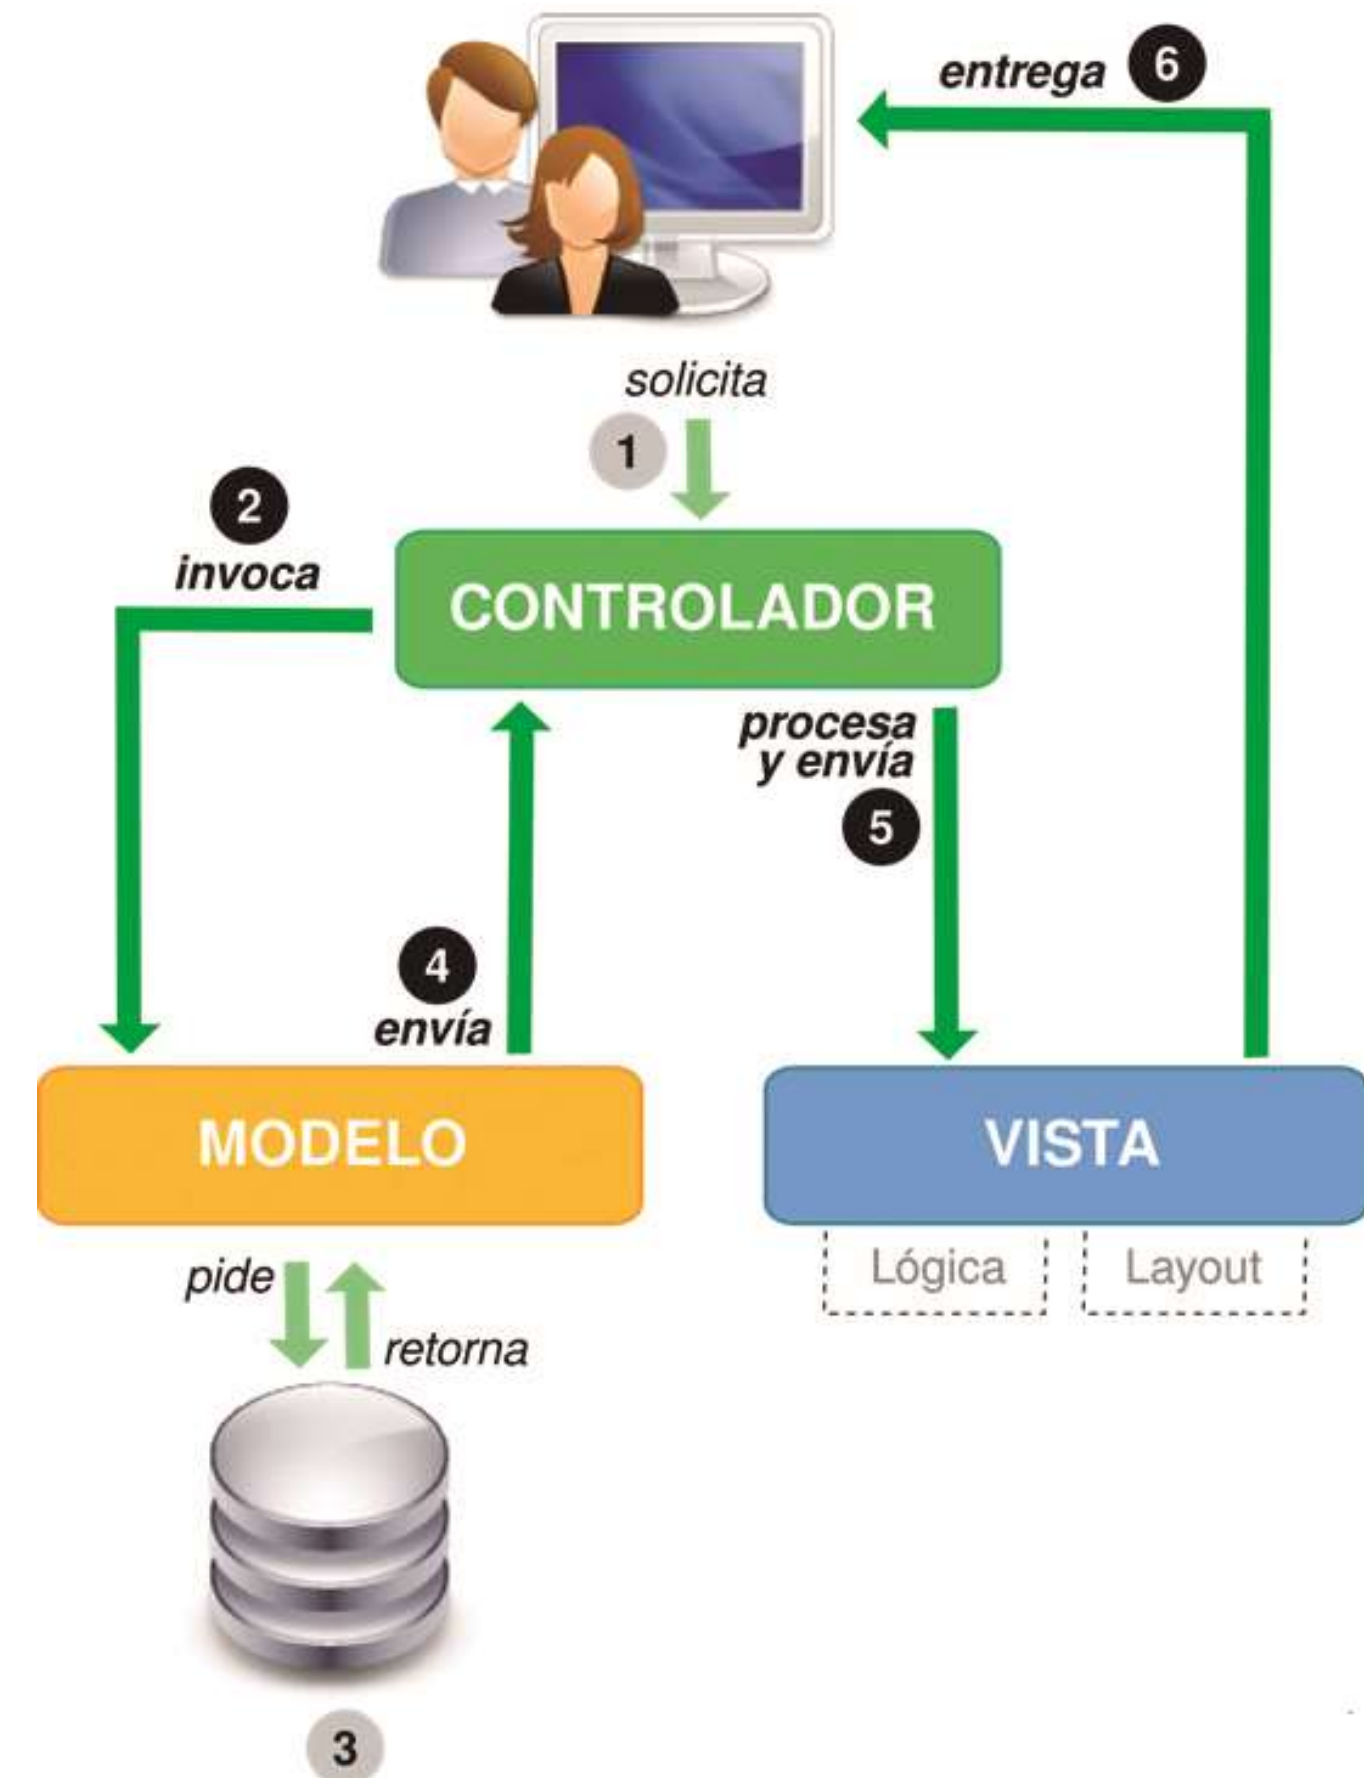 entrega 6
solicita
1
2
invoca
CONTROLADOR
procesa
y envía
5
4
envía
MODELO
VISTA
Lógica
Layout
pide
retorna
3